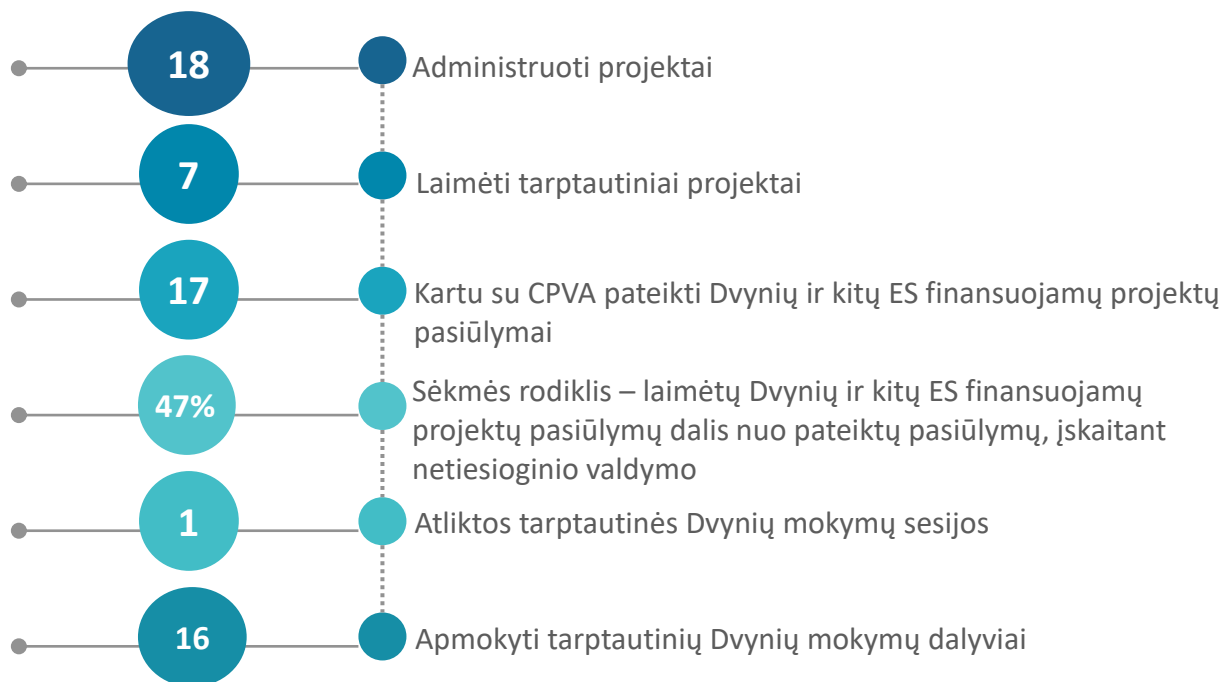 18
Administruoti projektai
7
Laimėti tarptautiniai projektai
17
Kartu su CPVA pateikti Dvynių ir kitų ES finansuojamų projektų
pasiūlymai
47%
Sėkmės rodiklis – laimėtų Dvynių ir kitų ES finansuojamų
projektų pasiūlymų dalis nuo pateiktų pasiūlymų, įskaitant
netiesioginio valdymo
1
Atliktos tarptautinės Dvynių mokymų sesijos
16
Apmokyti tarptautinių Dvynių mokymų dalyviai